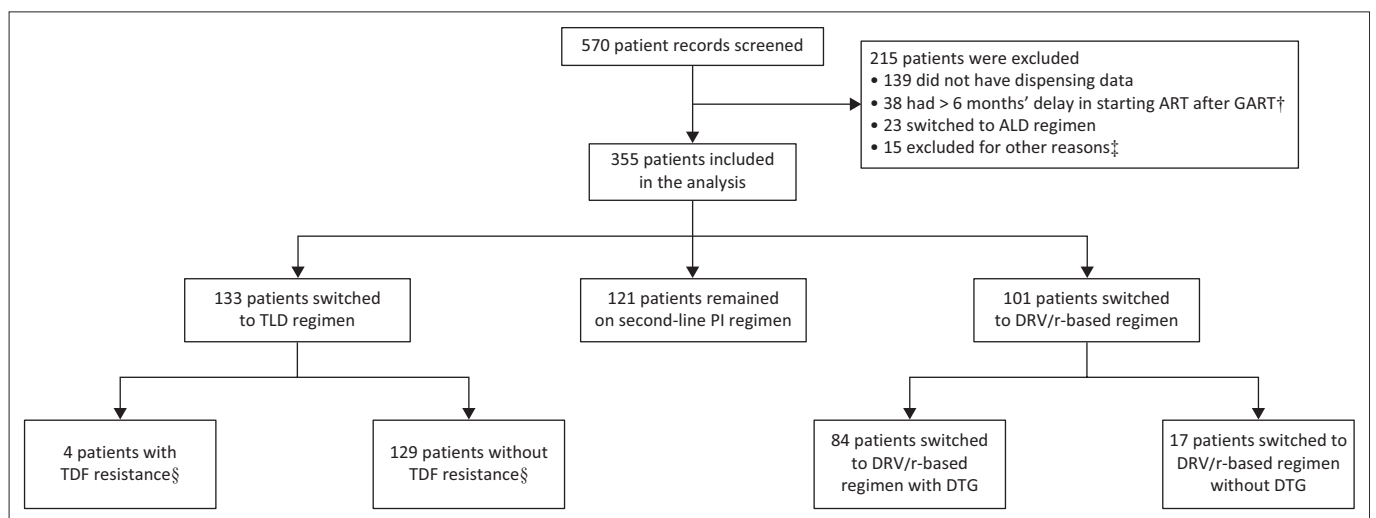 570 patient records screened
215 patients were excluded
• 139 did not have dispensing data
• 38 had > 6 months’ delay in starting ART after GART†
• 23 switched to ALD regimen
• 15 excluded for other reasons‡
355 patients included
in the analysis
133 patients switched
to TLD regimen
121 patients remained
on second-line PI regimen
101 patients switched
to DRV/r-based regimen
4 patients with
TDF resistance§
129 patients without
TDF resistance§
84 patients switched
to DRV/r-based
regimen with DTG
17 patients switched to
DRV/r-based regimen
without DTG